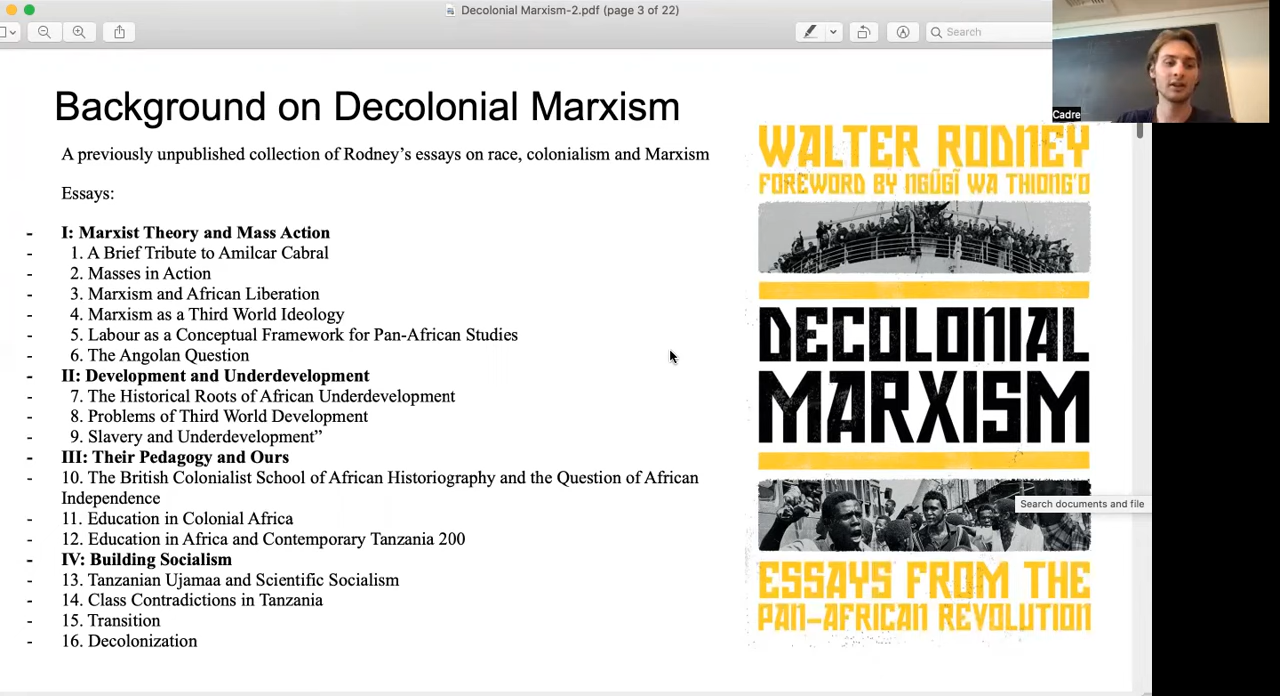 Decolonial Marxism-2.pdf (page 3 of 22)
Search
Cadre
Background on Decolonial Marxism
A previously unpublished collection of Rodney’s essays on race, colonialism and Marxism
Essays:
- I: Marxist Theory and Mass Action
- 1. A Brief Tribute to Amilcar Cabral
- 2. Masses in Action
- 3. Marxism and African Liberation
- 4. Marxism as a Third World Ideology
- 5. Labour as a Conceptual Framework for Pan-African Studies
- 6. The Angolan Question
- II: Development and Underdevelopment
- 7. The Historical Roots of African Underdevelopment
- 8. Problems of Third World Development
- 9. Slavery and Underdevelopment”
- III: Their Pedagogy and Ours
- 10. The British Colonialist School of African Historiography and the Question of African
Independence
- 11. Education in Colonial Africa
- 12. Education in Africa and Contemporary Tanzania 200
- IV: Building Socialism
- 13. Tanzanian Ujamaa and Scientific Socialism
- 14. Class Contradictions in Tanzania
- 15. Transition
- 16. Decolonization
WALTER RODNEY
FOREWORD BY NGŨGĨ WA THIONG’O
DECOLONIAL
MARXISM
Search documents and file
ESSAYS FROM THE
PAN-AFRICAN REVOLUTION